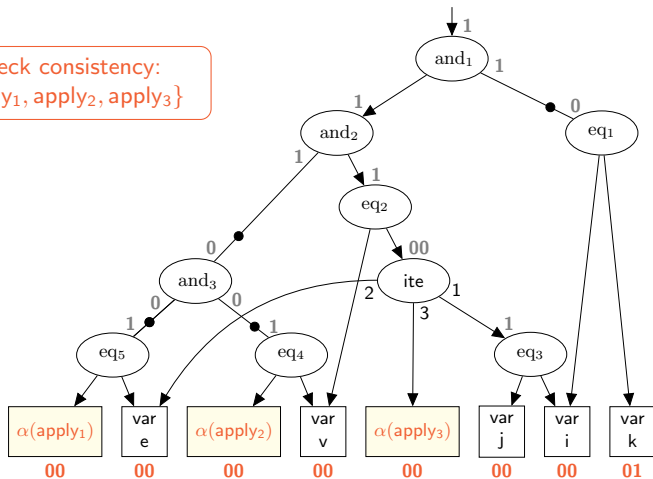 1
and₁
1
eck consistency:
y₁, apply₂, apply₃}
1
0
and₂
eq₁
1
1
eq₂
0
00
and₃
ite
0
0
2
1
3
1
1
1
eq₅
eq₄
eq₃
α(apply₁)
var
e
α(apply₂)
var
v
α(apply₃)
var
j
var
i
var
k
00
00
00
00
00
00
00
01